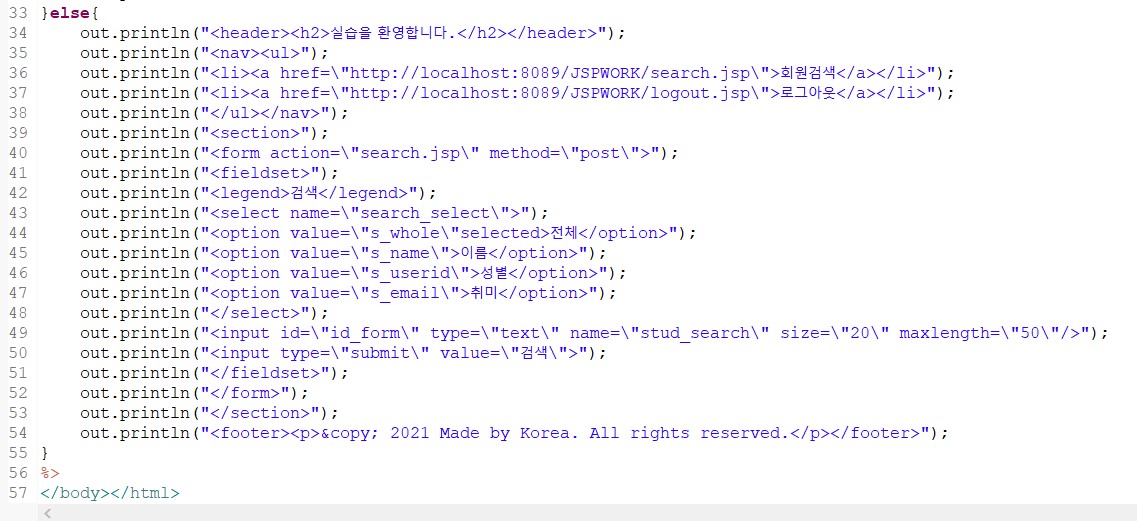 33 }else{
34     out.println("<header><h2>실습을 환영합니다.</h2></header>");
35     out.println("<nav><ul>");
36     out.println("<li><a href=\"http://localhost:8089/JSPWORK/search.jsp\">회원검색</a></li>");
37     out.println("<li><a href=\"http://localhost:8089/JSPWORK/logout.jsp\">로그아웃</a></li>");
38     out.println("</ul></nav>");
39     out.println("<section>");
40     out.println("<form action=\"search.jsp\" method=\"post\">");
41     out.println("<fieldset>");
42     out.println("<legend>검색</legend>");
43     out.println("<select name=\"search_select\">");
44     out.println("<option value=\"s_whole\"selected>전체</option>");
45     out.println("<option value=\"s_name\">이름</option>");
46     out.println("<option value=\"s_userid\">성별</option>");
47     out.println("<option value=\"s_email\">취미</option>");
48     out.println("</select>");
49     out.println("<input id=\"id_form\" type=\"text\" name=\"stud_search\" size=\"20\" maxlength=\"50\"/>");
50     out.println("<input type=\"submit\" value=\"검색\">");
51     out.println("</fieldset>");
52     out.println("</form>");
53     out.println("</section>");
54     out.println("<footer><p>&copy; 2021 Made by Korea. All rights reserved.</p></footer>");
55 }
56 %>
57 </body></html>